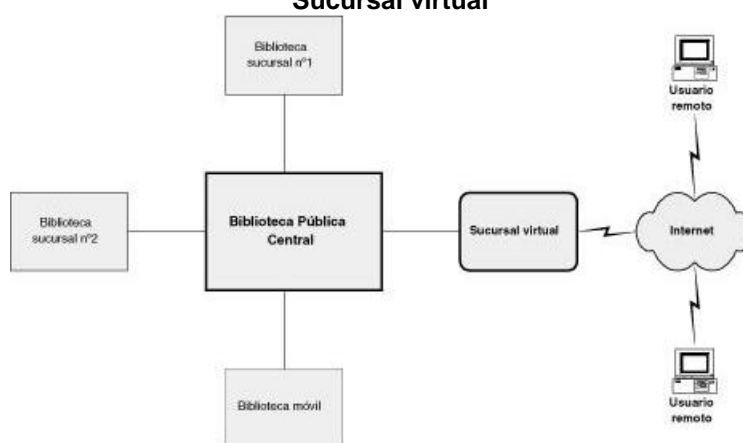 Sucursal virtual
Biblioteca
sucursal nº1
Usuario
remoto
Biblioteca
sucursal nº2
Biblioteca Pública
Central
Sucursal virtual
Internet
Biblioteca móvil
Usuario
remoto